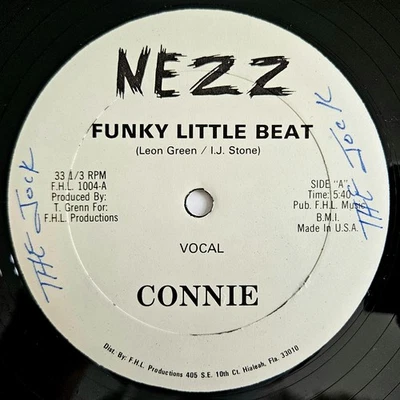 NEZZ
FUNKY LITTLE BEAT
(Leon Green / I.J. Stone)
33 1/3 RPM
F.H.L. 1004-A
Produced By:
T. Grenn For:
F.H.L. Productions
SIDE "A"
Time: 5:40
Pub. F.H.L. Music
B.M.I.
Made In U.S.A.
THE JOCK
THE JOCK
VOCAL
CONNIE
Dist. By: F.H.L. Productions 405 S.E. 10th Ct. Hialeah, Fla. 33010